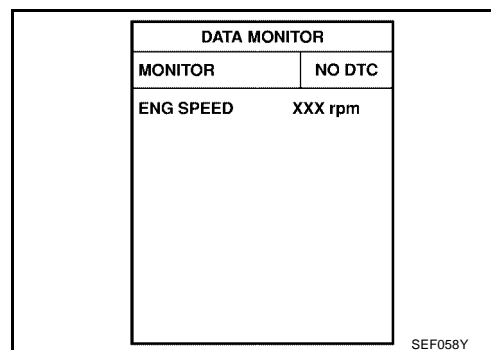 DATA MONITOR
MONITOR NO DTC
ENG SPEED XXX rpm
SEF058Y